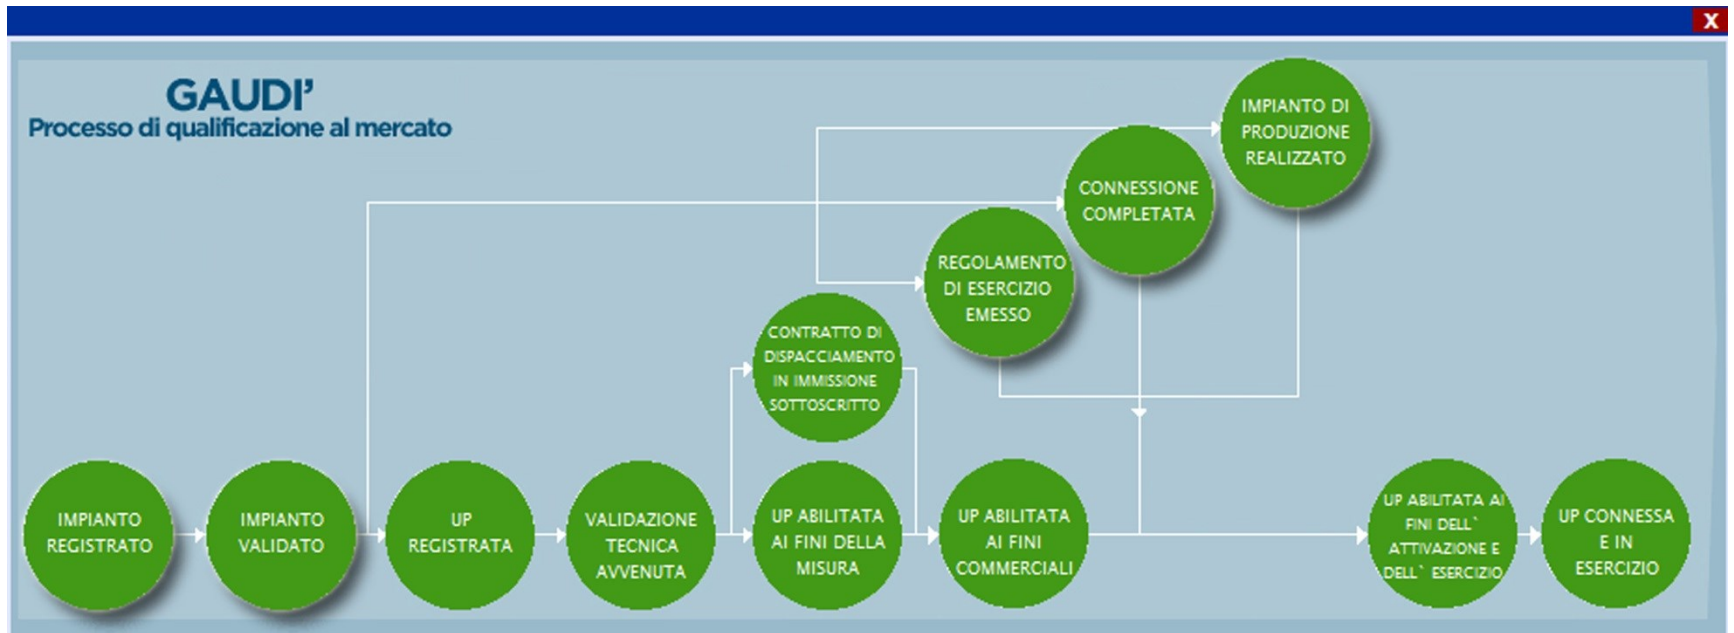 X
GAUDI'
Processo di qualificazione al mercato
IMPIANTO DI
PRODUZIONE
REALIZZATO
CONNESSIONE
COMPLETATA
REGOLAMENTO
DI ESERCIZIO
EMESSO
CONTRATTO DI
DISPACCIAMENTO
IN IMMISSIONE
SOTTOSCRITTO
IMPIANTO
REGISTRATO
IMPIANTO
VALIDATO
UP
REGISTRATA
VALIDAZIONE
TECNICA
AVVENUTA
UP ABILITATA
AI FINI DELLA
MISURA
UP ABILITATA
AI FINI
COMMERCIALI
UP ABILITATA AI
FINI DELL`
ATTIVAZIONE E
DELL` ESERCIZIO
UP CONNESSA
E IN
ESERCIZIO